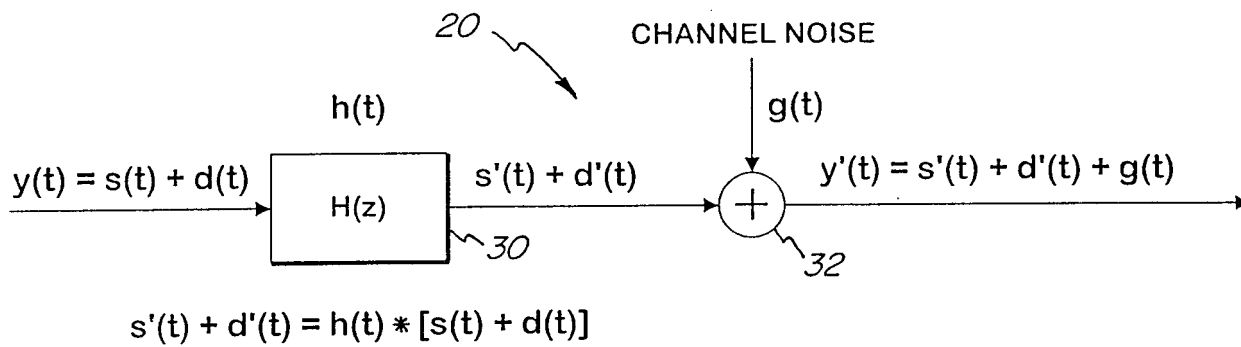 20
CHANNEL NOISE
h(t)
g(t)
y(t) = s(t) + d(t)
H(z)
s'(t) + d'(t)
+
y'(t) = s'(t) + d'(t) + g(t)
30
32
s'(t) + d'(t) = h(t) * [s(t) + d(t)]